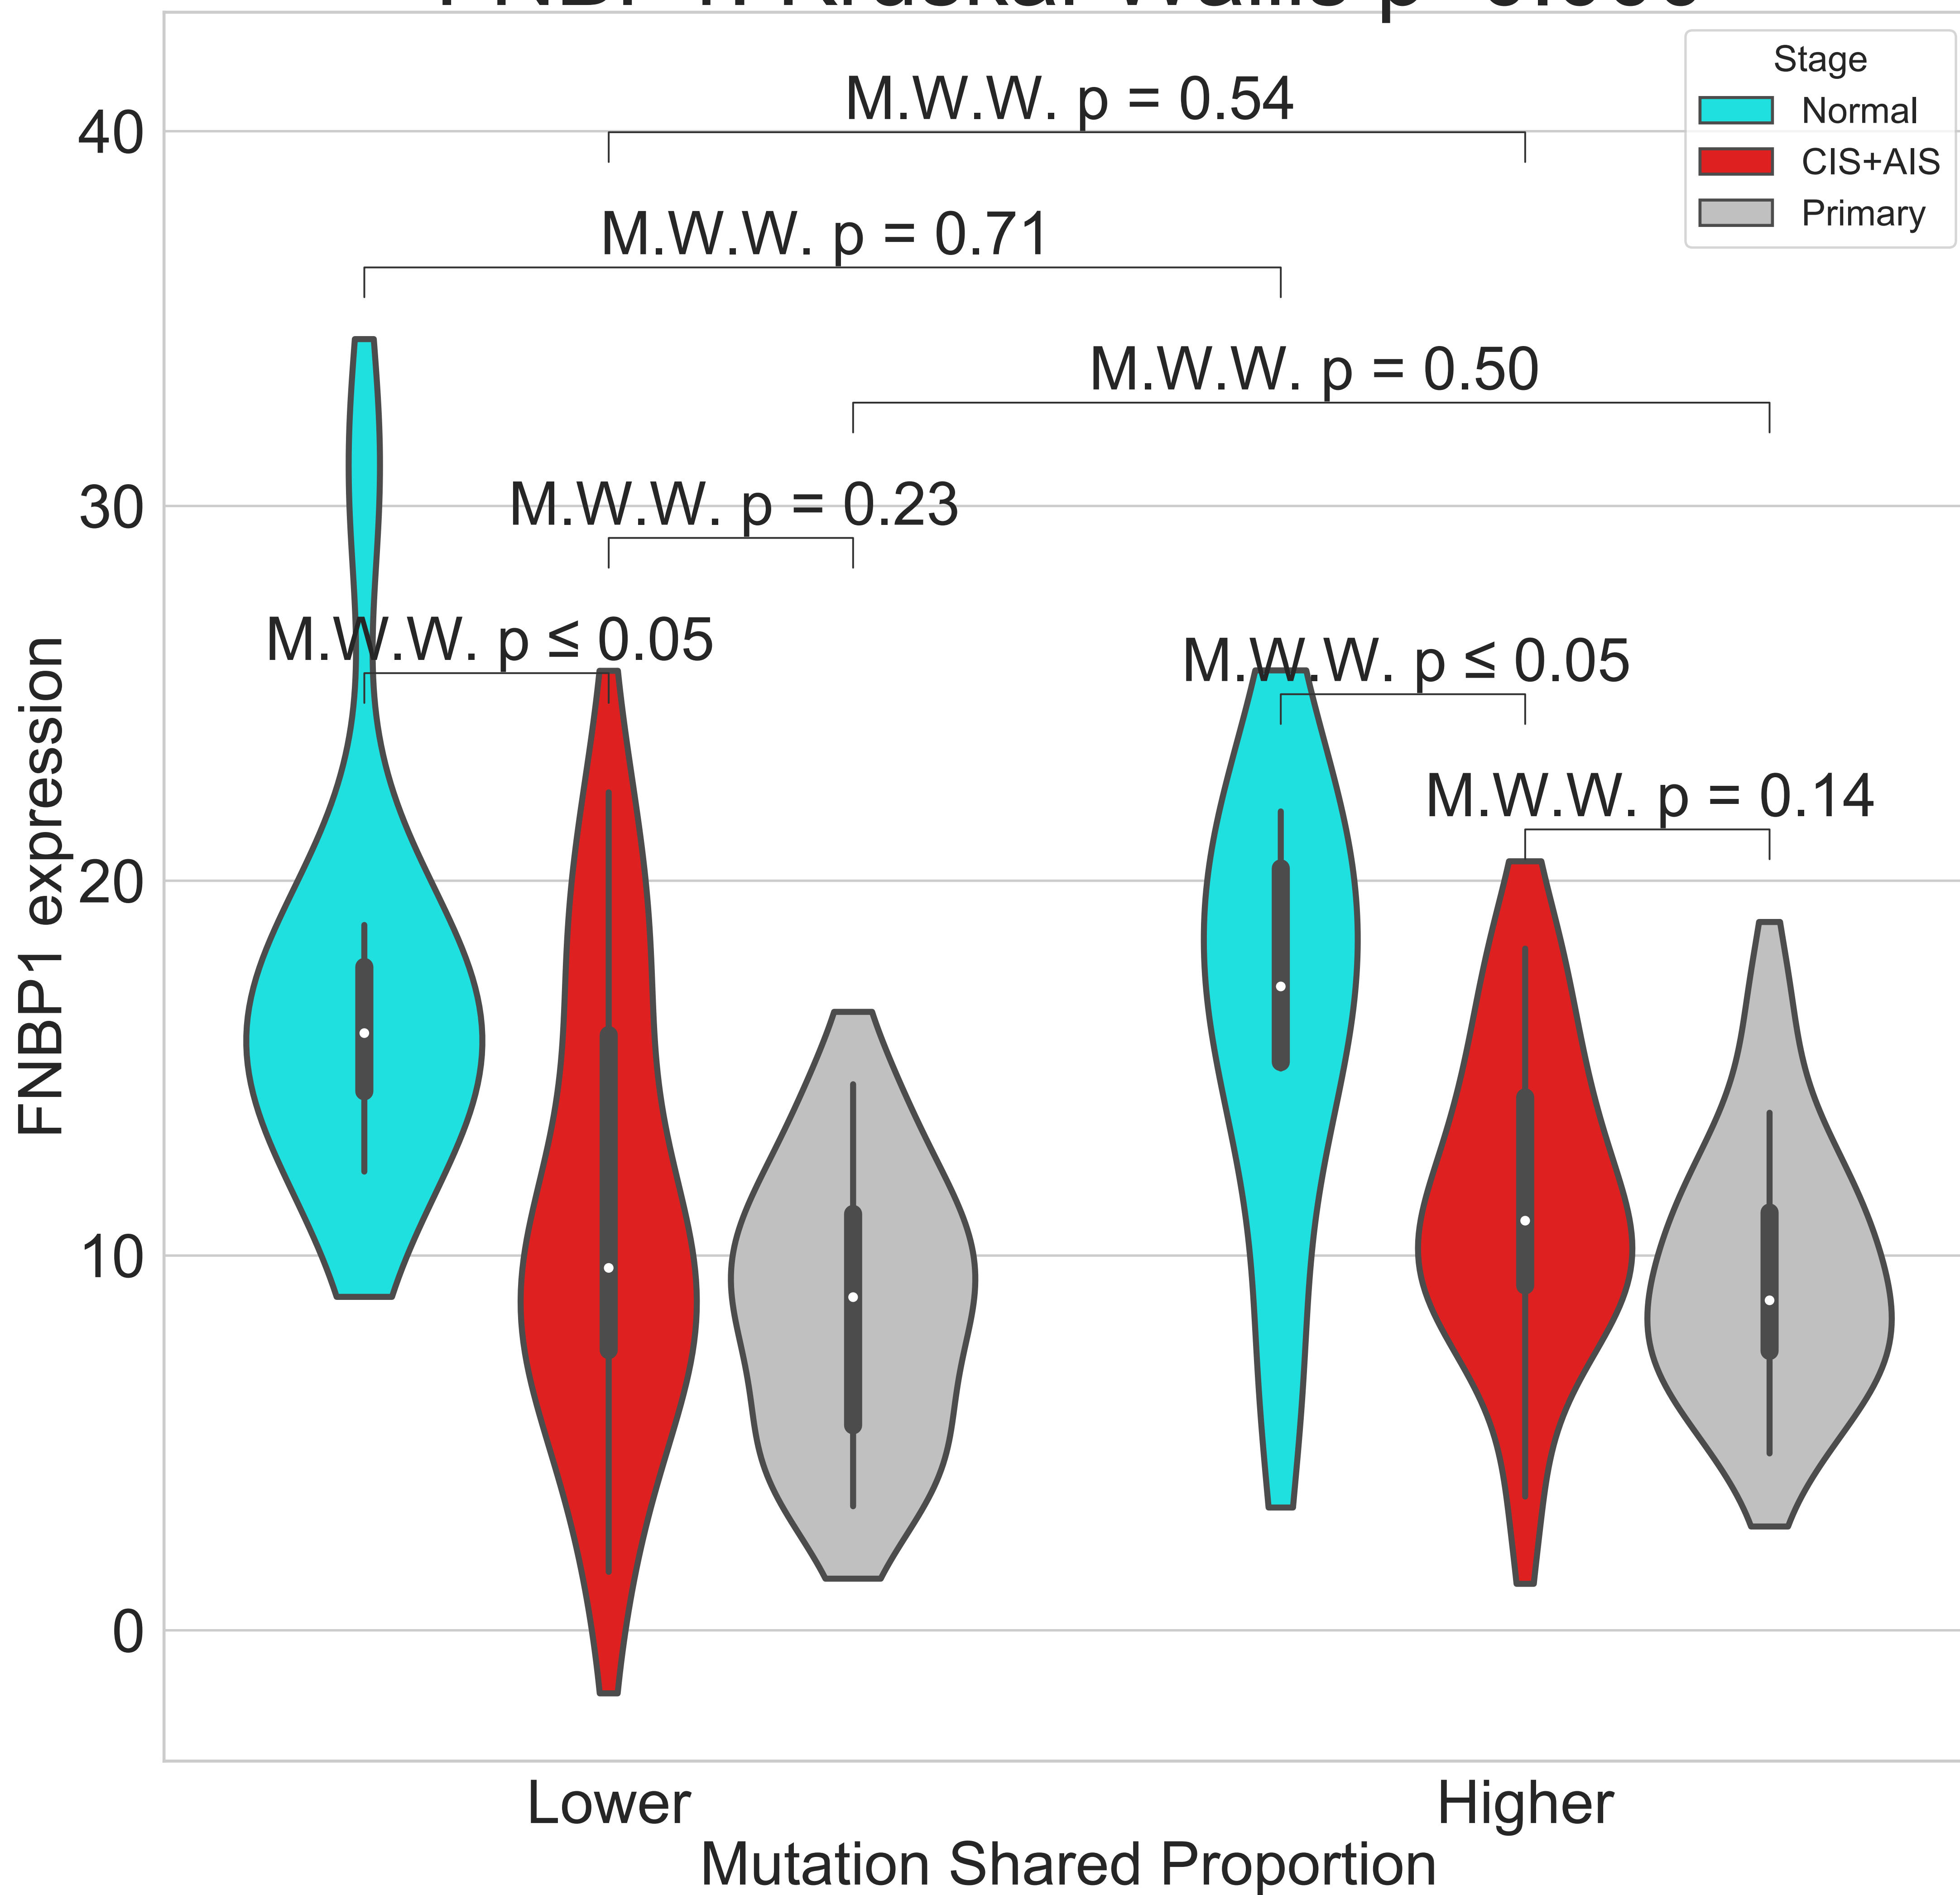 Stage
Normal
CIS+AIS
Primary
M.W.W. p = 0.54
M.W.W. p = 0.71
M.W.W. p = 0.50
M.W.W. p = 0.23
M.W.W. p ≤ 0.05
M.W.W. p ≤ 0.05
M.W.W. p = 0.14
FNBP1 expression
40
30
20
10
0
Lower
Higher
Mutation Shared Proportion